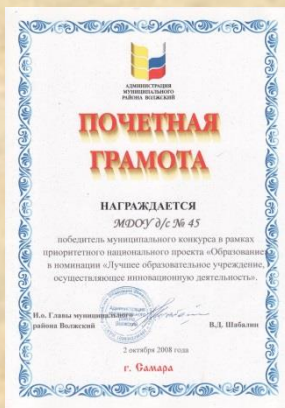 АДМИНИСТРАЦИЯ
МУНИЦИПАЛЬНОГО
РАЙОНА ВОЛЖСКИЙ
ПОЧЕТНАЯ
ГРАМОТА
НАГРАЖДАЕТСЯ
МДОУ д/с № 45
победитель муниципального конкурса в рамках
приоритетного национального проекта «Образование»
в номинации «Лучшее образовательное учреждение,
осуществляющее инновационную деятельность».
И.о. Главы муниципального
района Волжский
В.Д. Шабалин
2 октября 2008 года
г. Самара